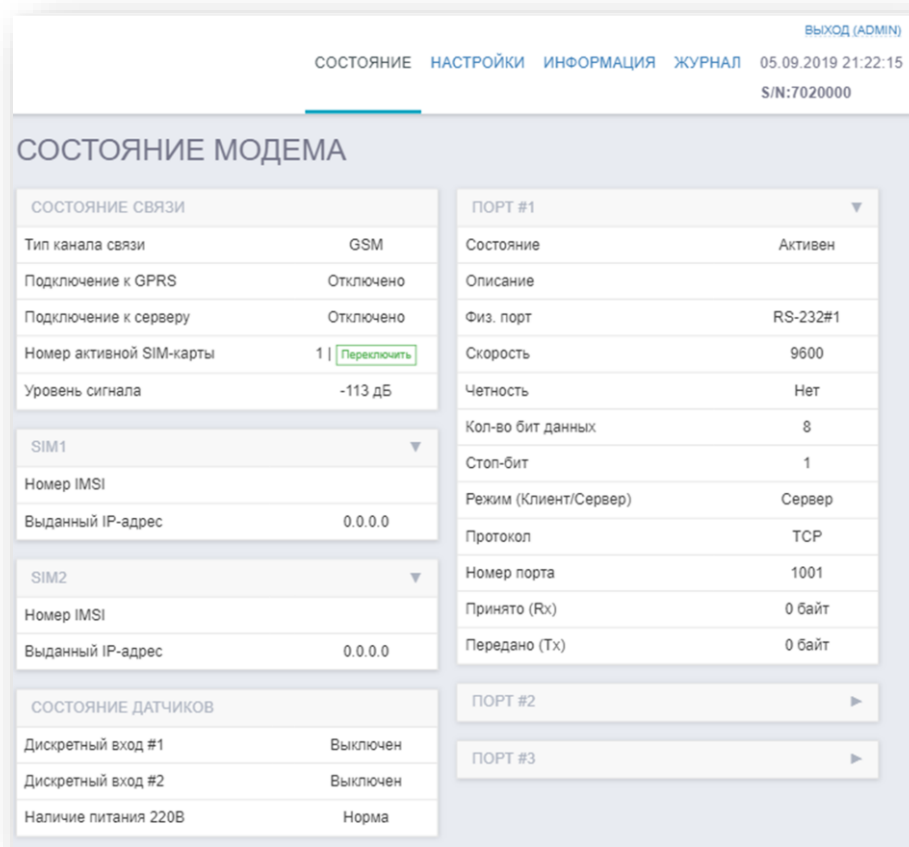 ВЫХОД (ADMIN)
СОСТОЯНИЕ НАСТРОЙКИ ИНФОРМАЦИЯ ЖУРНАЛ 05.09.2019 21:22:15
S/N:7020000
СОСТОЯНИЕ МОДЕМА
СОСТОЯНИЕ СВЯЗИ
Тип канала связи GSM
Подключение к GPRS Отключено
Подключение к серверу Отключено
Номер активной SIM-карты 1 | Переключить
Уровень сигнала -113 дБ
SIM1
Номер IMSI
Выданный IP-адрес 0.0.0.0
SIM2
Номер IMSI
Выданный IP-адрес 0.0.0.0
СОСТОЯНИЕ ДАТЧИКОВ
Дискретный вход #1 Выключен
Дискретный вход #2 Выключен
Наличие питания 220В Норма
ПОРТ #1
Состояние Активен
Описание
Физ. порт RS-232#1
Скорость 9600
Четность Нет
Кол-во бит данных 8
Стоп-бит 1
Режим (Клиент/Сервер) Сервер
Протокол TCP
Номер порта 1001
Принято (Rx) 0 байт
Передано (Tx) 0 байт
ПОРТ #2
ПОРТ #3